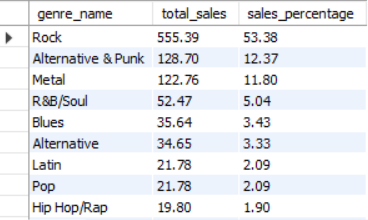 genre_name total_sales sales_percentage
Rock 555.39 53.38
Alternative & Punk 128.70 12.37
Metal 122.76 11.80
R&B/Soul 52.47 5.04
Blues 35.64 3.43
Alternative 34.65 3.33
Latin 21.78 2.09
Pop 21.78 2.09
Hip Hop/Rap 19.80 1.90